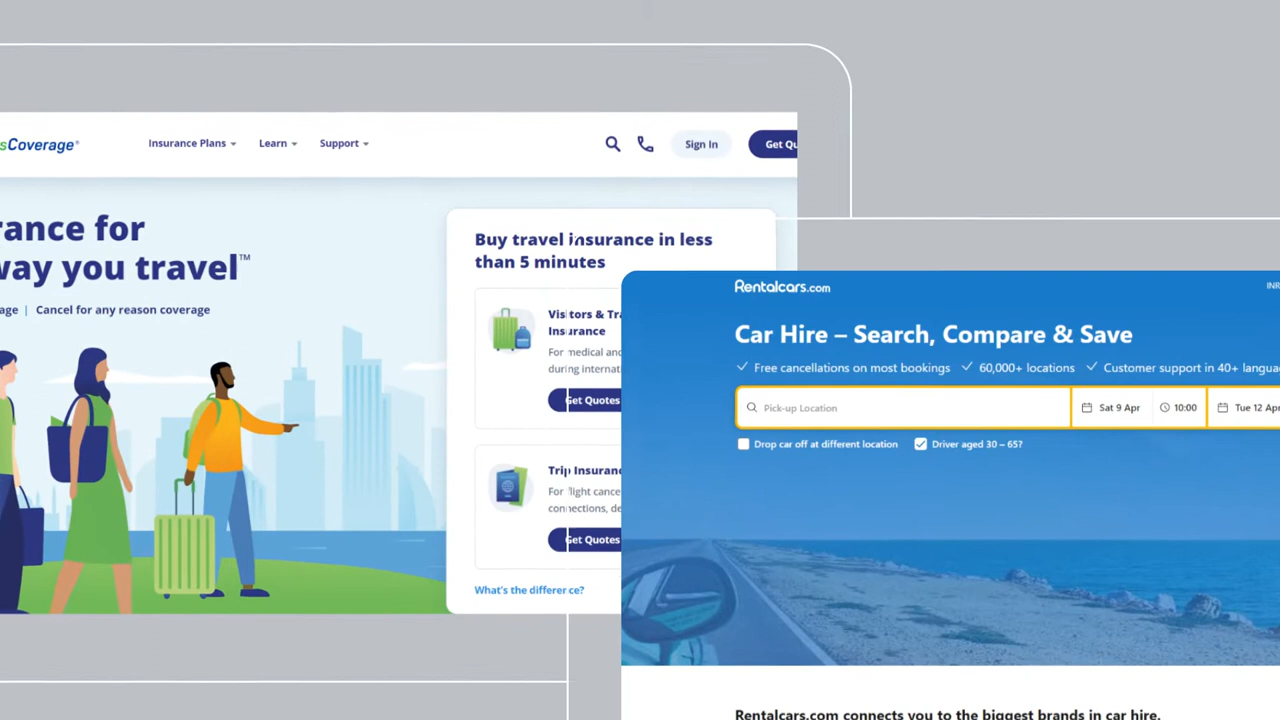 sCoverage®
Insurance Plans
Learn
Support
Sign In
Get Qu
rance for
way you travel™
age | Cancel for any reason coverage
Buy travel insurance in less
than 5 minutes
Visitors & Tra
Insurance
For medical and
during internat
Get Quotes
Trip Insuranc
For flight cance
connections, de
Get Quotes
What's the difference?
Rentalcars.com
INR
Car Hire – Search, Compare & Save
Free cancellations on most bookings
60,000+ locations
Customer support in 40+ langua
Pick-up Location
Sat 9 Apr
10:00
Tue 12 Apr
Drop car off at different location
Driver aged 30 – 65?
Rentalcars.com connects you to the biggest brands in car hire.